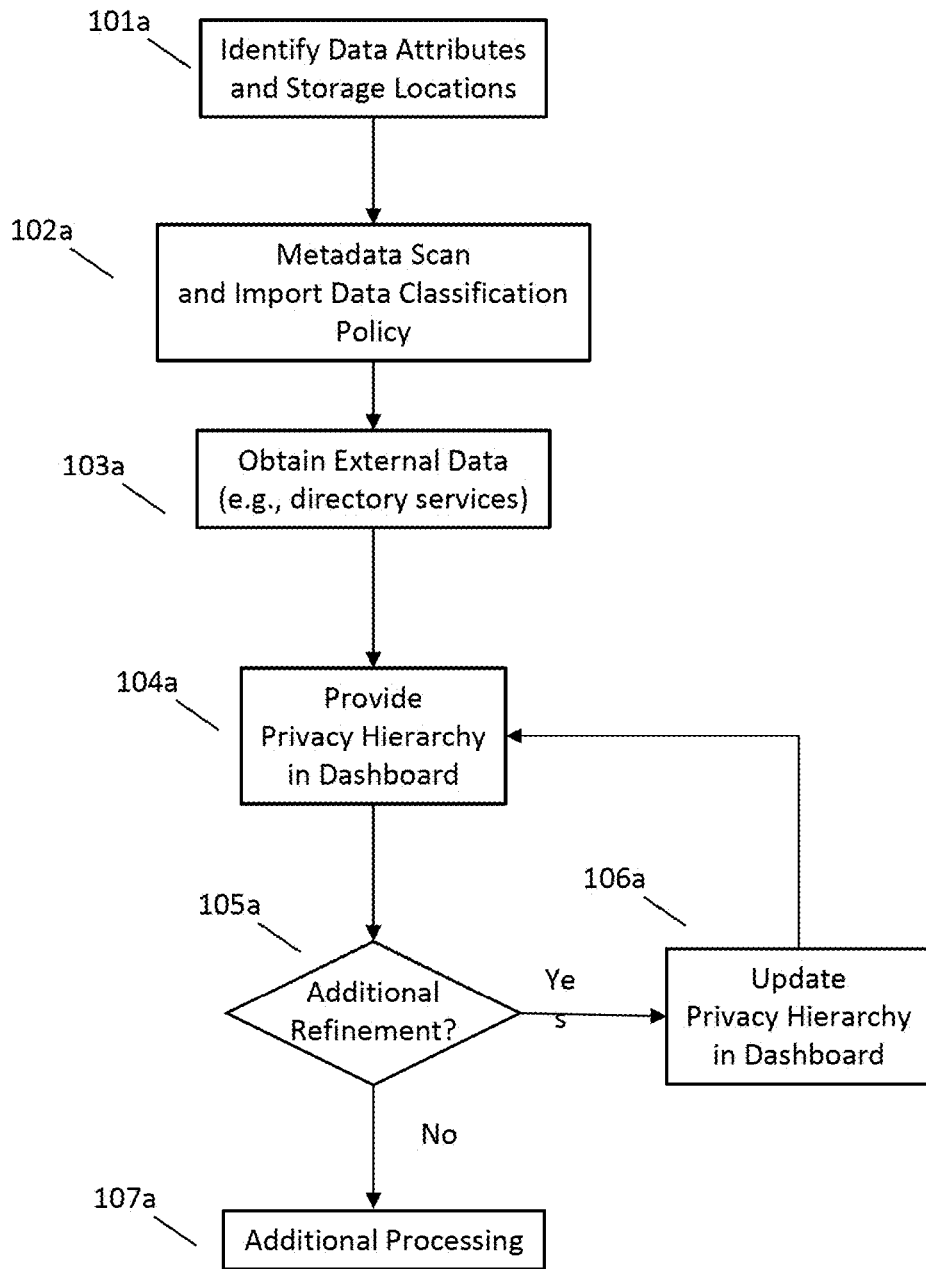 101a
Identify Data Attributes
and Storage Locations
102a
Metadata Scan
and Import Data Classification
Policy
103a
Obtain External Data
(e.g., directory services)
104a
Provide
Privacy Hierarchy
in Dashboard
105a
Additional
Refinement?
Ye
s
106a
Update
Privacy Hierarchy
in Dashboard
No
107a
Additional Processing